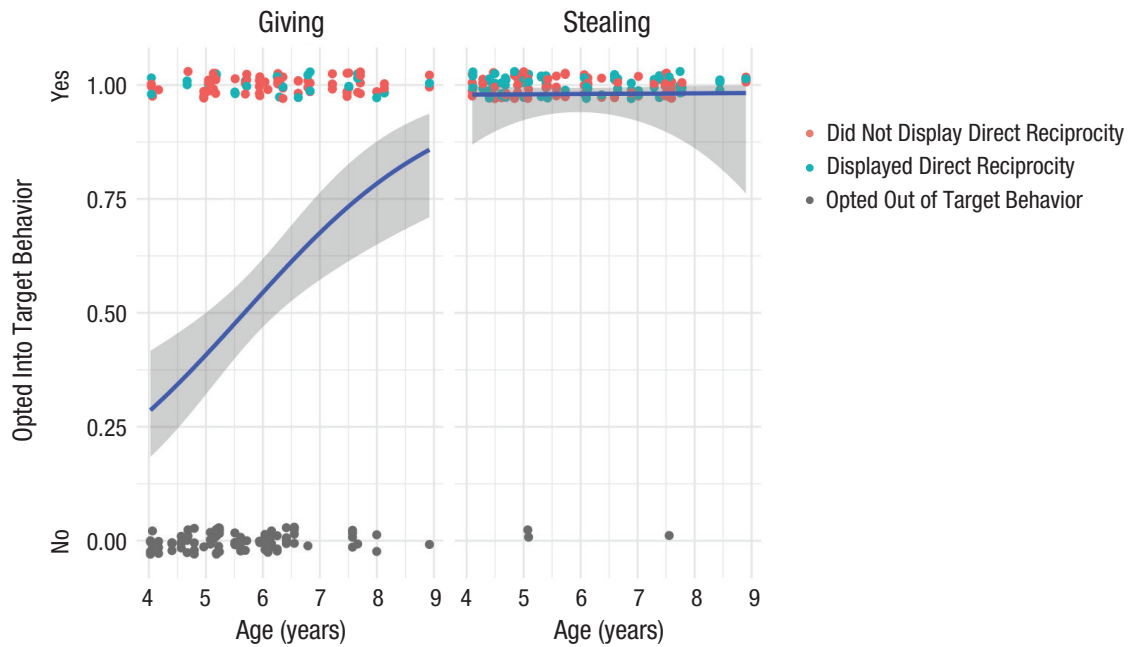 Giving
Stealing
Opted Into Target Behavior
Yes
No
1.00
0.75
0.50
0.25
0.00
4 5 6 7 8 9
4 5 6 7 8 9
Age (years)
Age (years)
Did Not Display Direct Reciprocity
Displayed Direct Reciprocity
Opted Out of Target Behavior